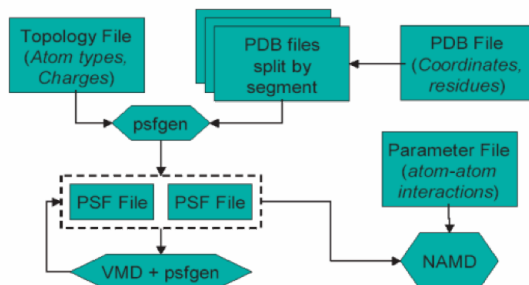 Topology File
(Atom types,
Charges)
PDB files
split by
segment
PDB File
(Coordinates,
residues)
psfgen
Parameter File
(atom-atom
interactions)
PSF File
PSF File
VMD + psfgen
NAMD